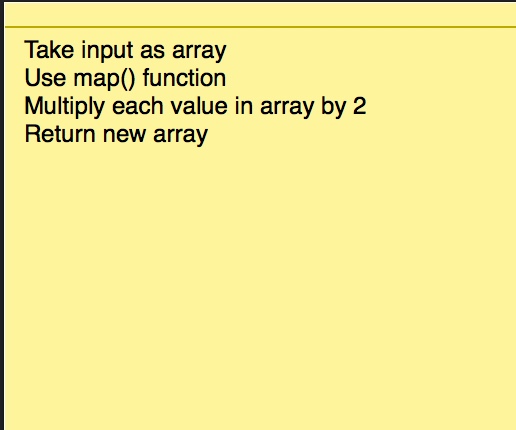 Take input as array
Use map() function
Multiply each value in array by 2
Return new array